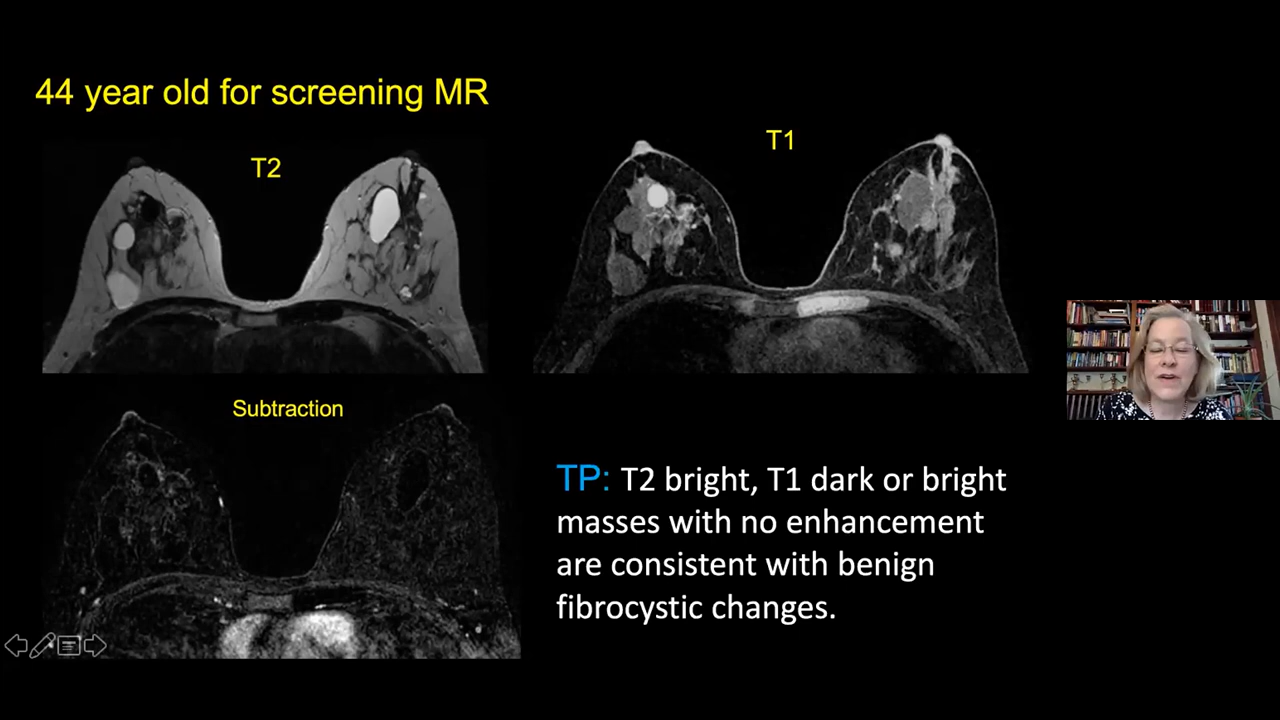 44 year old for screening MR
T2
T1
Subtraction
TP: T2 bright, T1 dark or bright
masses with no enhancement
are consistent with benign
fibrocystic changes.